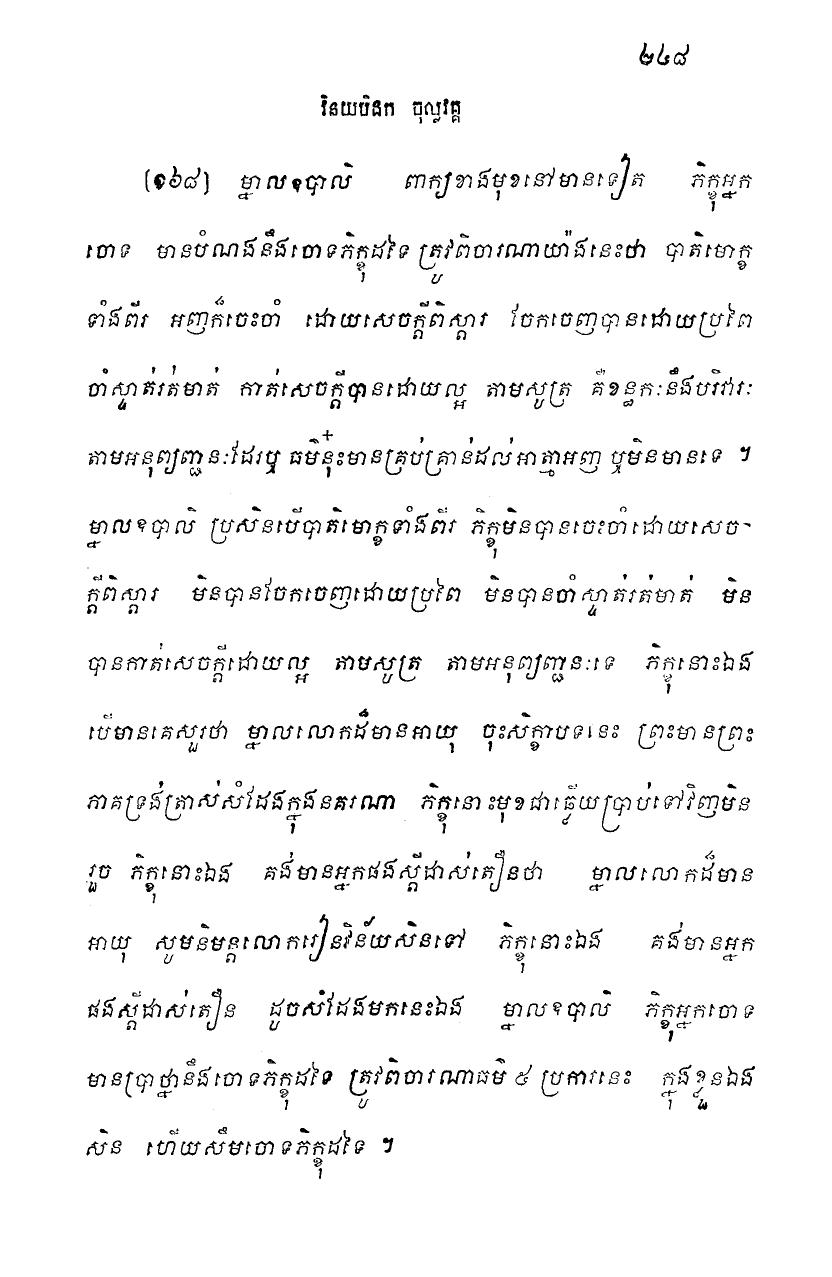 ២៤៨
វិនយបិដក ចុល្លវគ្គ
(១៦៨) ម្នាលឧបាលិ ពាក្យខាងមុខនៅមានទៀត ភិក្ខុអ្នក
ចោទ មានបំណងនឹងចោទភិក្ខុដទៃ ត្រូវពិចារណាយ៉ាងនេះថា បាតិមោក្ខ
ទាំងពីរ អញក៏ចេះចាំ ដោយសេចក្តីពិស្តារ ចែកចេញបានដោយប្រពៃ
ចាំស្ទាត់រត់មាត់ កាត់សេចក្តីបានដោយល្អ តាមសូត្រ គឺខន្ធកៈនឹងបរិវារៈ
តាមអនុព្យញ្ជនៈដែរឬ ធម៌នុ៎ះមានគ្រប់គ្រាន់ដល់អាត្មាអញ ឬមិនមានទេ ។
ម្នាលឧបាលិ ប្រសិនបើបាតិមោក្ខទាំងពីរ ភិក្ខុមិនបានចេះចាំដោយសេច-
ក្តីពិស្តារ មិនបានចែកចេញដោយប្រពៃ មិនបានចាំស្ទាត់រត់មាត់ មិន
បានកាត់សេចក្តីដោយល្អ តាមសូត្រ តាមអនុព្យញ្ជនៈទេ ភិក្ខុនោះឯង
បើមានគេសួរថា ម្នាលលោកដ៏មានអាយុ ចុះសិក្ខាបទនេះ ព្រះមានព្រះ
ភាគទ្រង់ត្រាស់សំដែងក្នុងនគរណា ភិក្ខុនោះមុខជាឆ្លើយប្រាប់ទៅវិញមិន
រួច ភិក្ខុនោះឯង គង់មានអ្នកផងស្តីដាស់តឿនថា ម្នាលលោកដ៏មាន
អាយុ សូមនិមន្តលោករៀនវិន័យសិនទៅ ភិក្ខុនោះឯង គង់មានអ្នក
ផងស្តីដាស់តឿន ដូចសំដែងមកនេះឯង ម្នាលឧបាលិ ភិក្ខុអ្នកចោទ
មានប្រាថ្នានឹងចោទភិក្ខុដទៃ ត្រូវពិចារណាធម៌ ៥ ប្រការនេះ ក្នុងខ្លួនឯង
សិន ហើយសឹមចោទភិក្ខុដទៃ ។